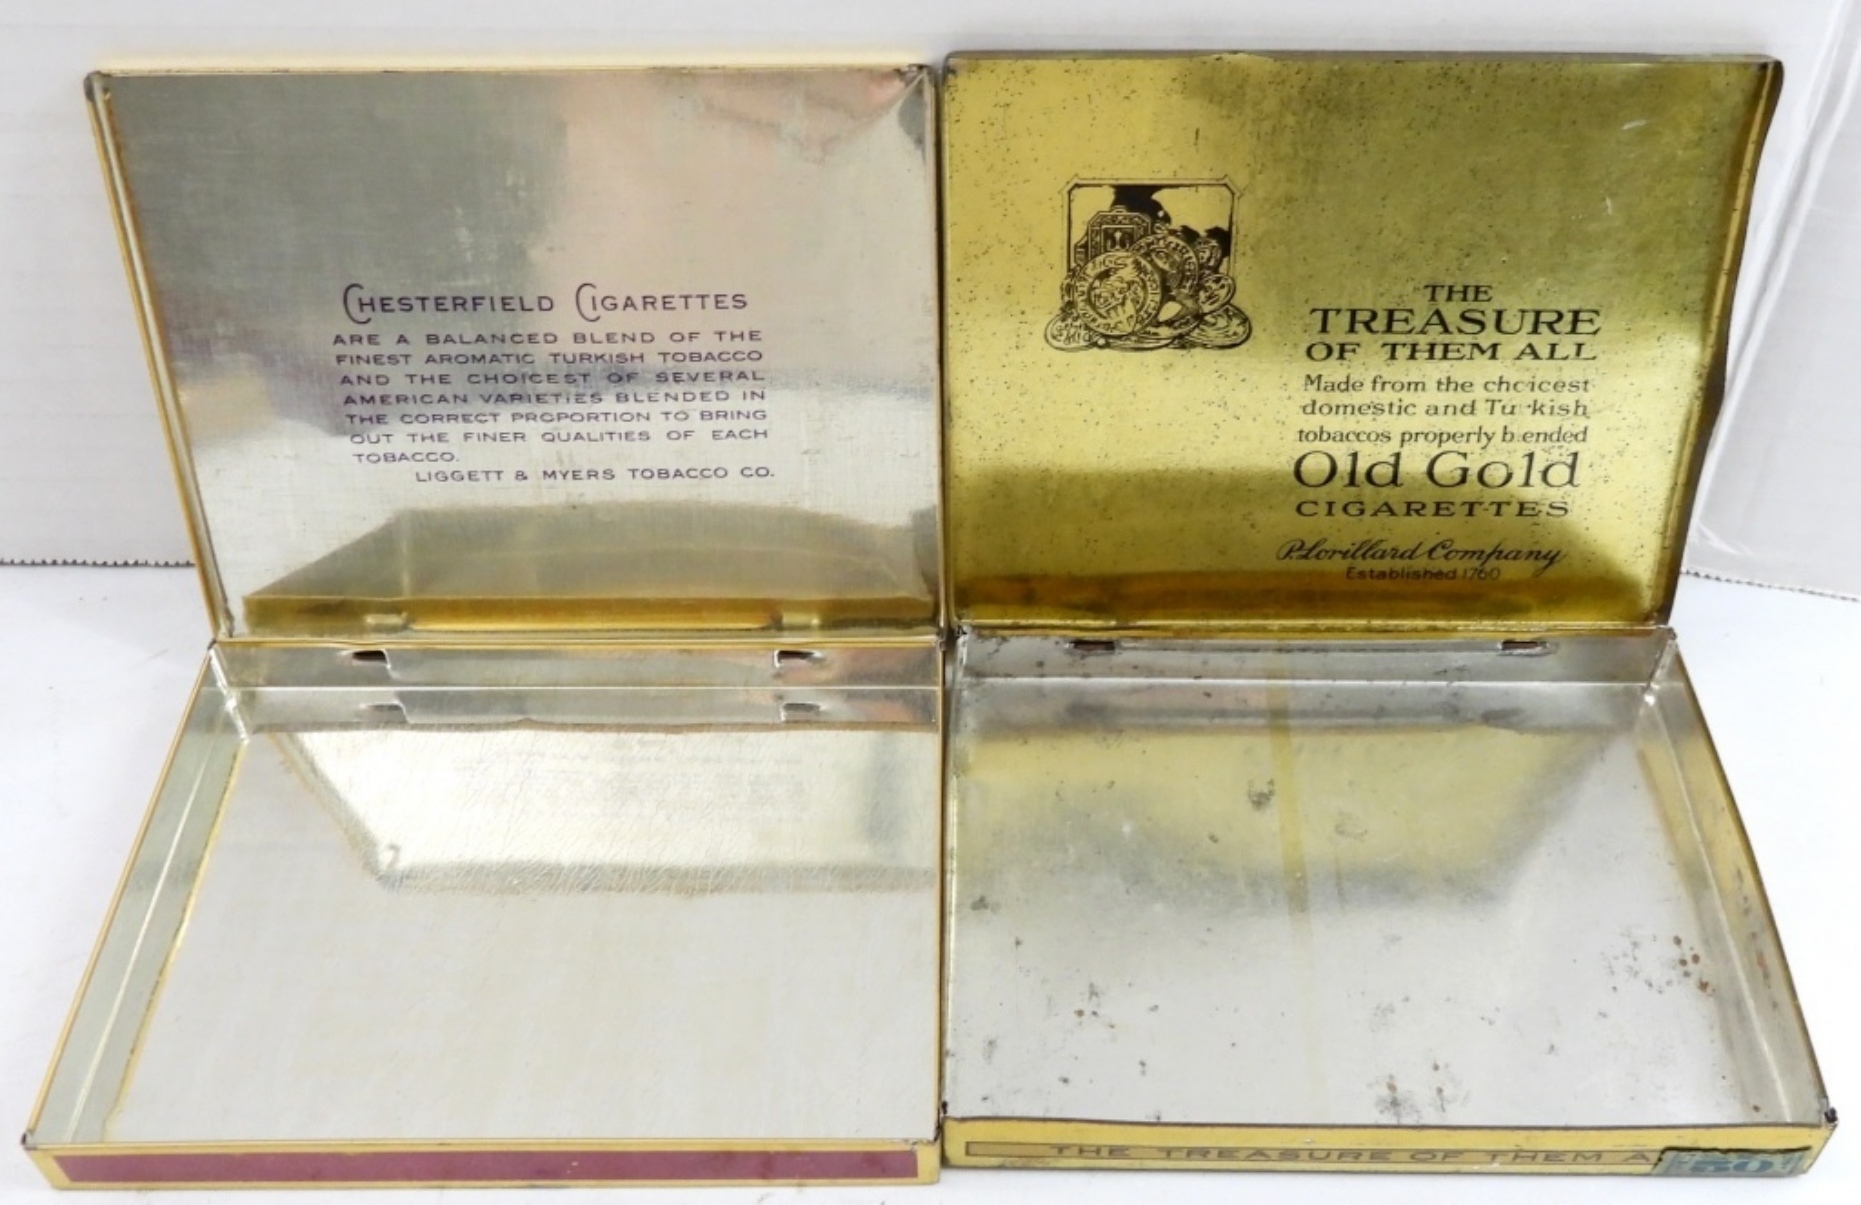 CHESTERFIELD CIGARETTES
ARE A BALANCED BLEND OF THE
FINEST AROMATIC TURKISH TOBACCO
AND THE CHOICEST OF SEVERAL
AMERICAN VARIETIES BLENDED IN
THE CORRECT PROPORTION TO BRING
OUT THE FINER QUALITIES OF EACH
TOBACCO.
LIGGETT & MYERS TOBACCO CO.
THE
TREASURE
OF THEM ALL
Made from the choicest
domestic and Turkish
tobaccos properly blended
Old Gold
CIGARETTES
P. Lorillard Company
Established 1760
THE TREASURE OF THEM A
50